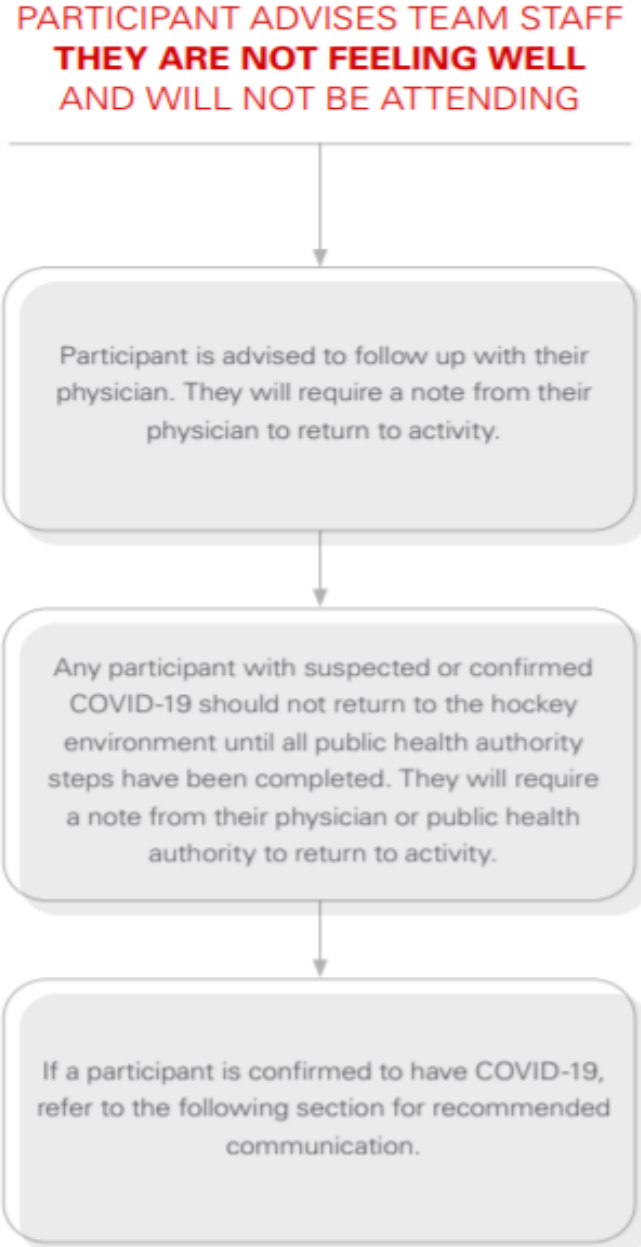 PARTICIPANT ADVISES TEAM STAFF
THEY ARE NOT FEELING WELL
AND WILL NOT BE ATTENDING
Participant is advised to follow up with their
physician. They will require a note from their
physician to return to activity.
Any participant with suspected or confirmed
COVID-19 should not return to the hockey
environment until all public health authority
steps have been completed. They will require
a note from their physician or public health
authority to return to activity.
If a participant is confirmed to have COVID-19,
refer to the following section for recommended
communication.